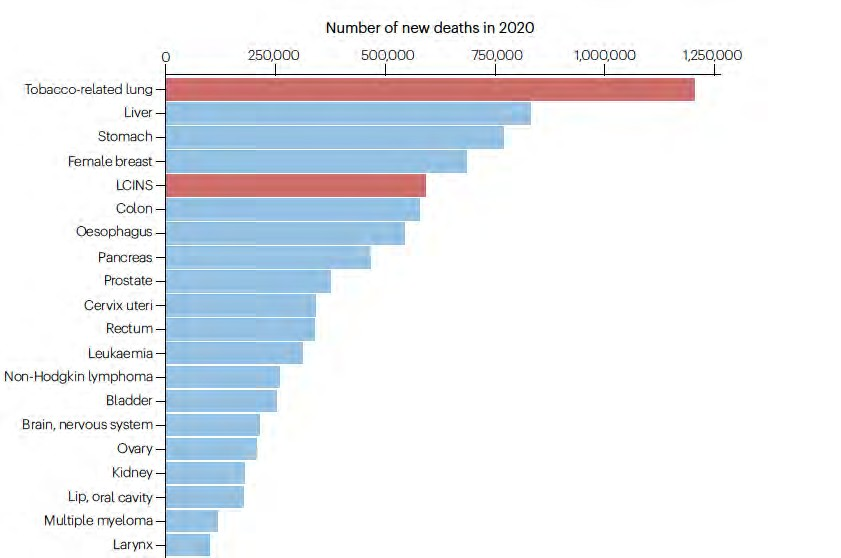 Number of new deaths in 2020
0 250,000 500,000 750,000 1,000,000 1,250,000
Tobacco-related lung
Liver
Stomach
Female breast
LCINS
Colon
Oesophagus
Pancreas
Prostate
Cervix uteri
Rectum
Leukaemia
Non-Hodgkin lymphoma
Bladder
Brain, nervous system
Ovary
Kidney
Lip, oral cavity
Multiple myeloma
Larynx